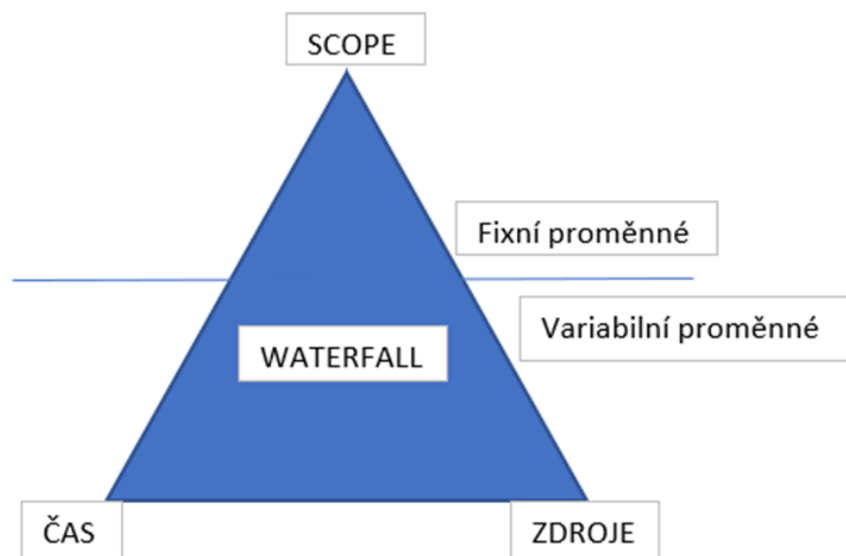 SCOPE
Fixní proměnné
Variabilní proměnné
WATERFALL
ČAS
ZDROJE